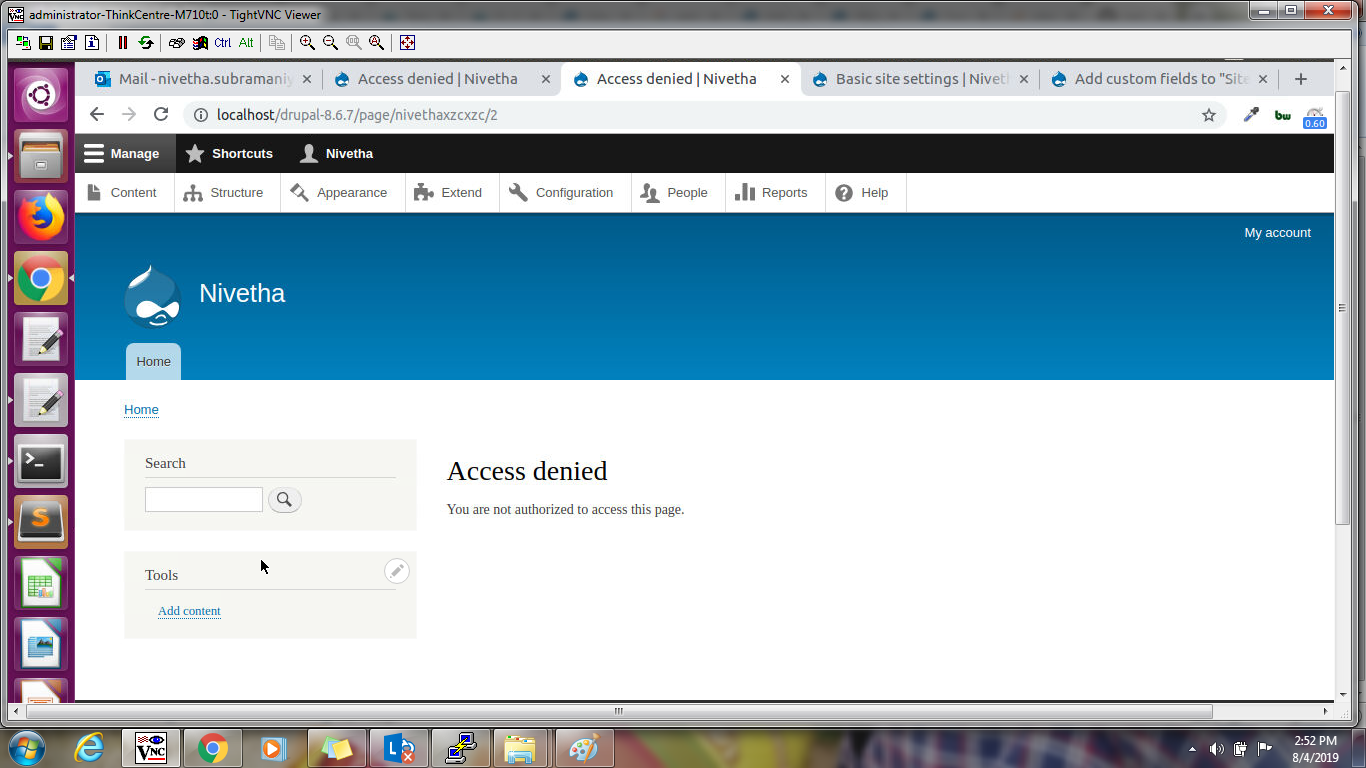 administrator-ThinkCentre-M710t:0 - TightVNC Viewer
Ctrl Alt
Mail - nivetha.subramaniy
Access denied | Nivetha
Access denied | Nivetha
Basic site settings | Nivet
Add custom fields to "Site
localhost/drupal-8.6.7/page/nivethaxzcxzc/2
bw
0.60
Manage Shortcuts Nivetha
Content Structure Appearance Extend Configuration People Reports Help
My account
Nivetha
Home
Home
Search
Access denied
You are not authorized to access this page.
Tools
Add content
2:52 PM
8/4/2019